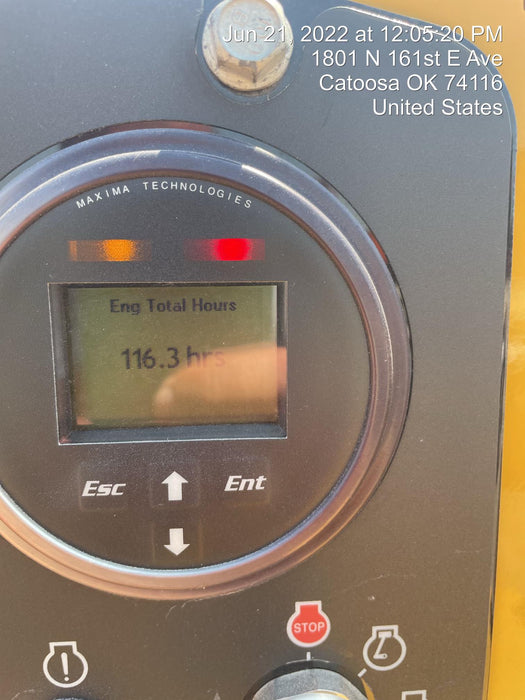 Jun 21, 2022 at 12:05:20 PM
1801 N 161st E Ave
Catoosa OK 74116
United States
MAXIMA TECHNOLOGIES
Eng Total Hours
116.3 hrs
Esc
Ent
STOP
!